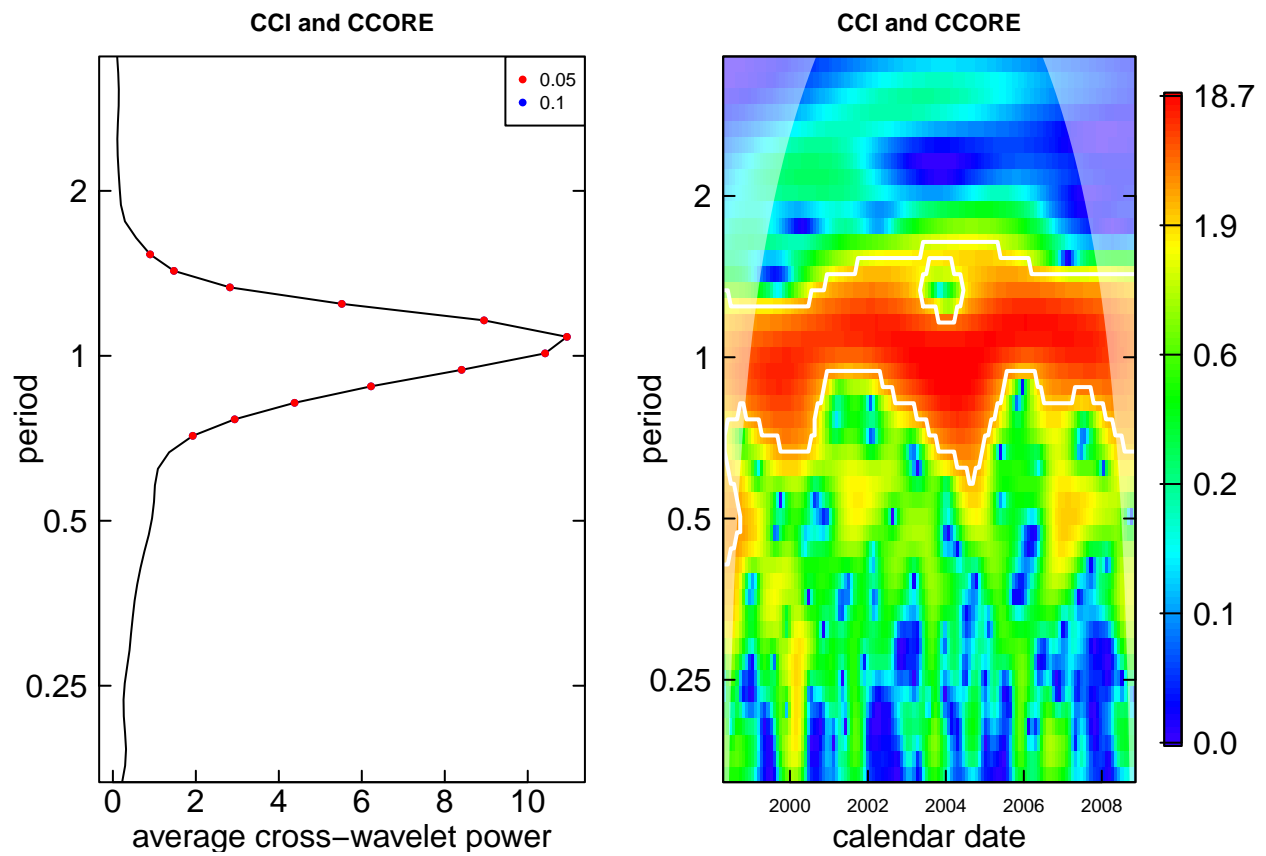 CCI and CCORE
0.05
0.1
2
1
0.5
0.25
period
0 2 4 6 8 10
average cross−wavelet power
CCI and CCORE
2
1
0.5
0.25
period
2000 2002 2004 2006 2008
calendar date
18.7
1.9
0.6
0.2
0.1
0.0